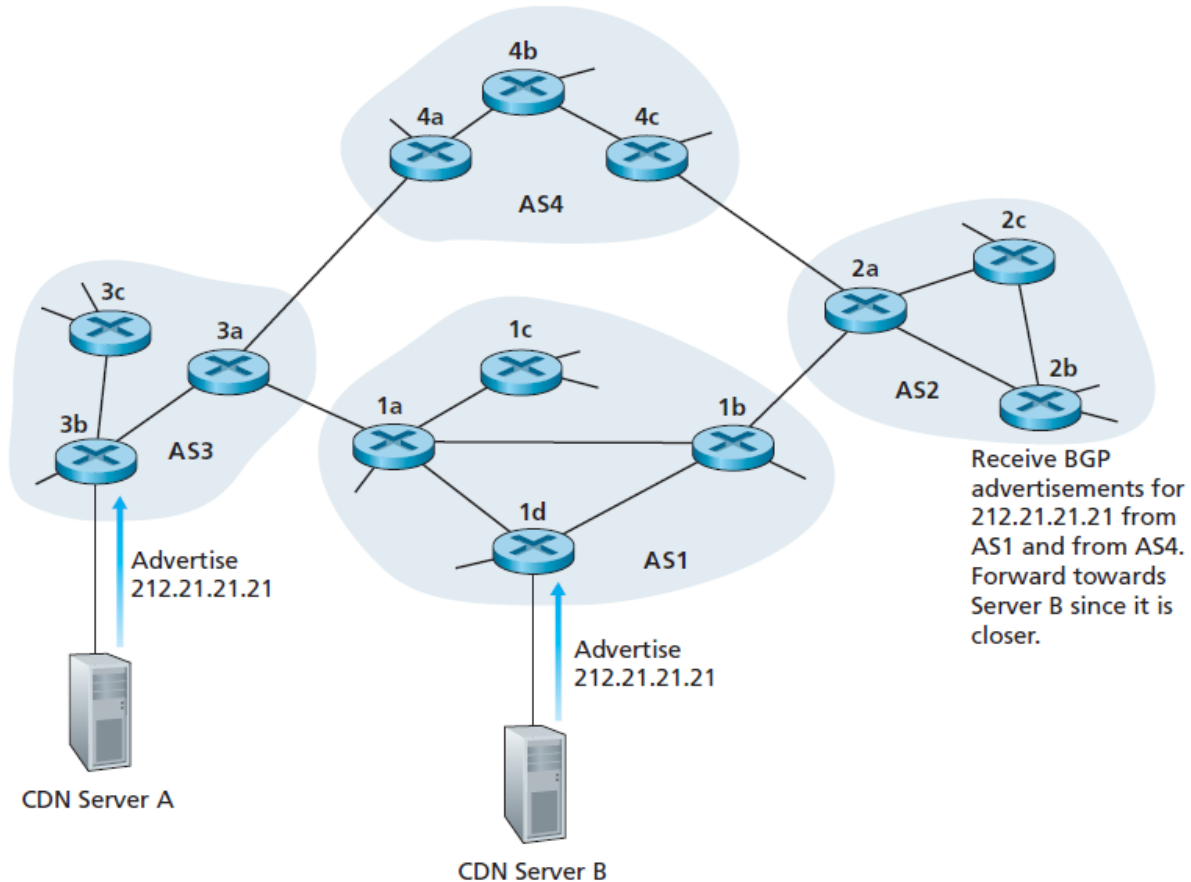 4b
4a
4c
AS4
2c
2a
3c
3a
1c
2b
AS2
1a
1b
3b
AS3
Receive BGP
advertisements for
212.21.21.21 from
AS1 and from AS4.
Forward towards
Server B since it is
closer.
1d
AS1
Advertise
212.21.21.21
Advertise
212.21.21.21
CDN Server A
CDN Server B